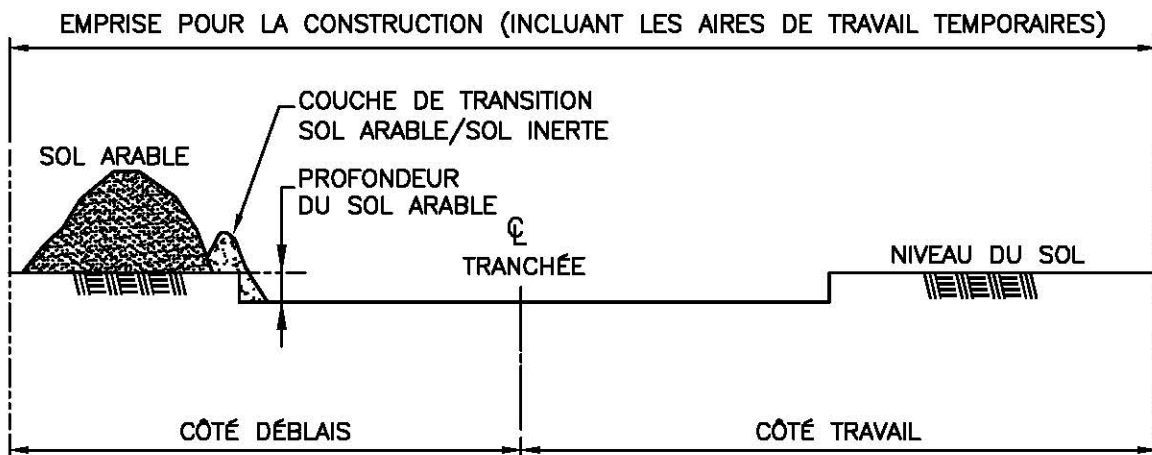 EMPRISE POUR LA CONSTRUCTION (INCLUANT LES AIRES DE TRAVAIL TEMPORAIRES)
COUCHE DE TRANSITION
SOL ARABLE/SOL INERTE
SOL ARABLE
PROFONDEUR
DU SOL ARABLE
℄
TRANCHÉE
NIVEAU DU SOL
CÔTÉ DÉBLAIS
CÔTÉ TRAVAIL